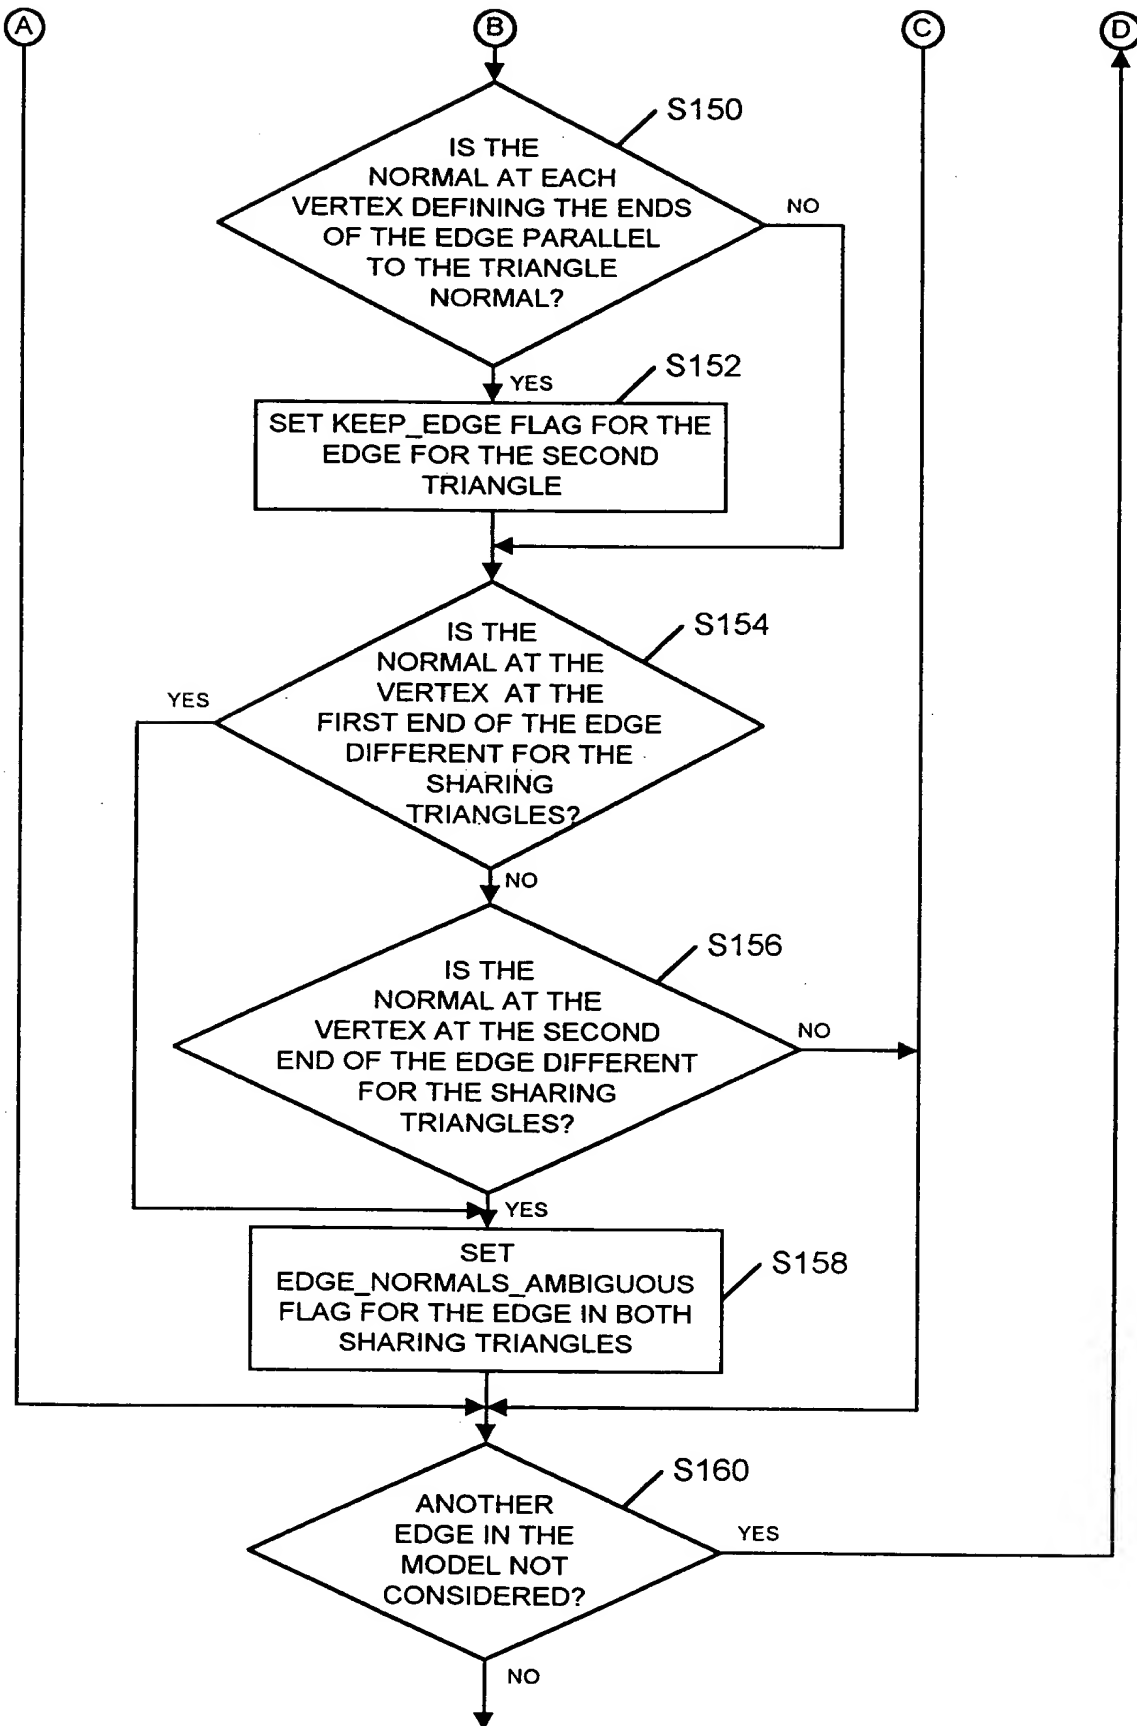 A
B
C
D
S150
IS THE
NORMAL AT EACH
VERTEX DEFINING THE ENDS
OF THE EDGE PARALLEL
TO THE TRIANGLE
NORMAL?
NO
YES
S152
SET KEEP_EDGE FLAG FOR THE
EDGE FOR THE SECOND
TRIANGLE
S154
IS THE
NORMAL AT THE
VERTEX AT THE
FIRST END OF THE EDGE
DIFFERENT FOR THE
SHARING
TRIANGLES?
YES
NO
S156
IS THE
NORMAL AT THE
VERTEX AT THE SECOND
END OF THE EDGE DIFFERENT
FOR THE SHARING
TRIANGLES?
NO
YES
S158
SET
EDGE_NORMALS_AMBIGUOUS
FLAG FOR THE EDGE IN BOTH
SHARING TRIANGLES
S160
ANOTHER
EDGE IN THE
MODEL NOT
CONSIDERED?
YES
NO